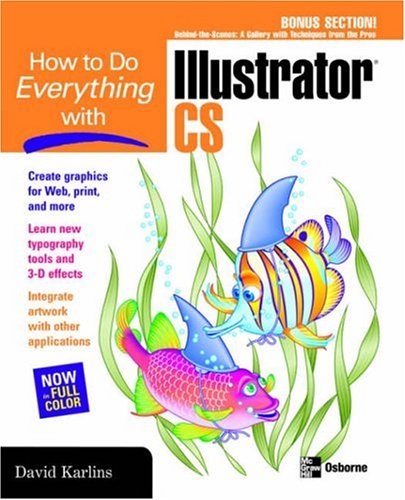 BONUS SECTION!
Behind-the-Scenes: A Gallery with Techniques from the Pros
How to Do
Everything
with
Illustrator®
CS
Create graphics
for Web, print,
and more
Learn new
typography
tools and
3-D effects
Integrate
artwork with
other
applications
NOW
in FULL
COLOR
David Karlins
Mc
Graw
Hill
Osborne